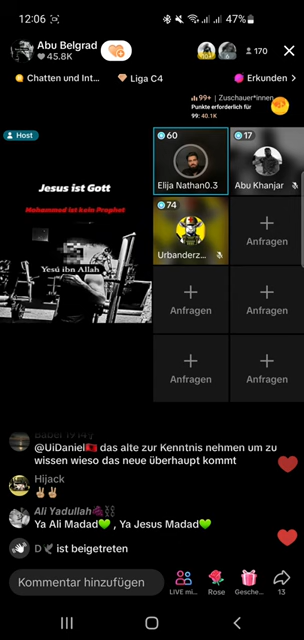 12:06
47%
Abu Belgrad
45.8K
170
Chatten und Int...
Liga C4
Erkunden >
99+ | Zuschauer*innen
Punkte erforderlich für
99: 40.1K
Host
60
17
Jesus ist Gott
Mohammad ist kein Prophet
Yesú ibn Allah
Elija Nathan0.3
Abu Khanjar
74
Urbanderz...
Anfragen
Anfragen
Anfragen
Anfragen
Anfragen
Anfragen
@UiDaniel🇦🇱 das alte zur Kenntnis nehmen um zu
wissen wieso das neue überhaupt kommt
Hijack
✌🏼✌🏼
Ali Yadullah
Ya Ali Madad💚 , Ya Jesus Madad💚
D🕊 ist beigetreten
Kommentar hinzufügen
LIVE mi...
Rose
Gesche...
13